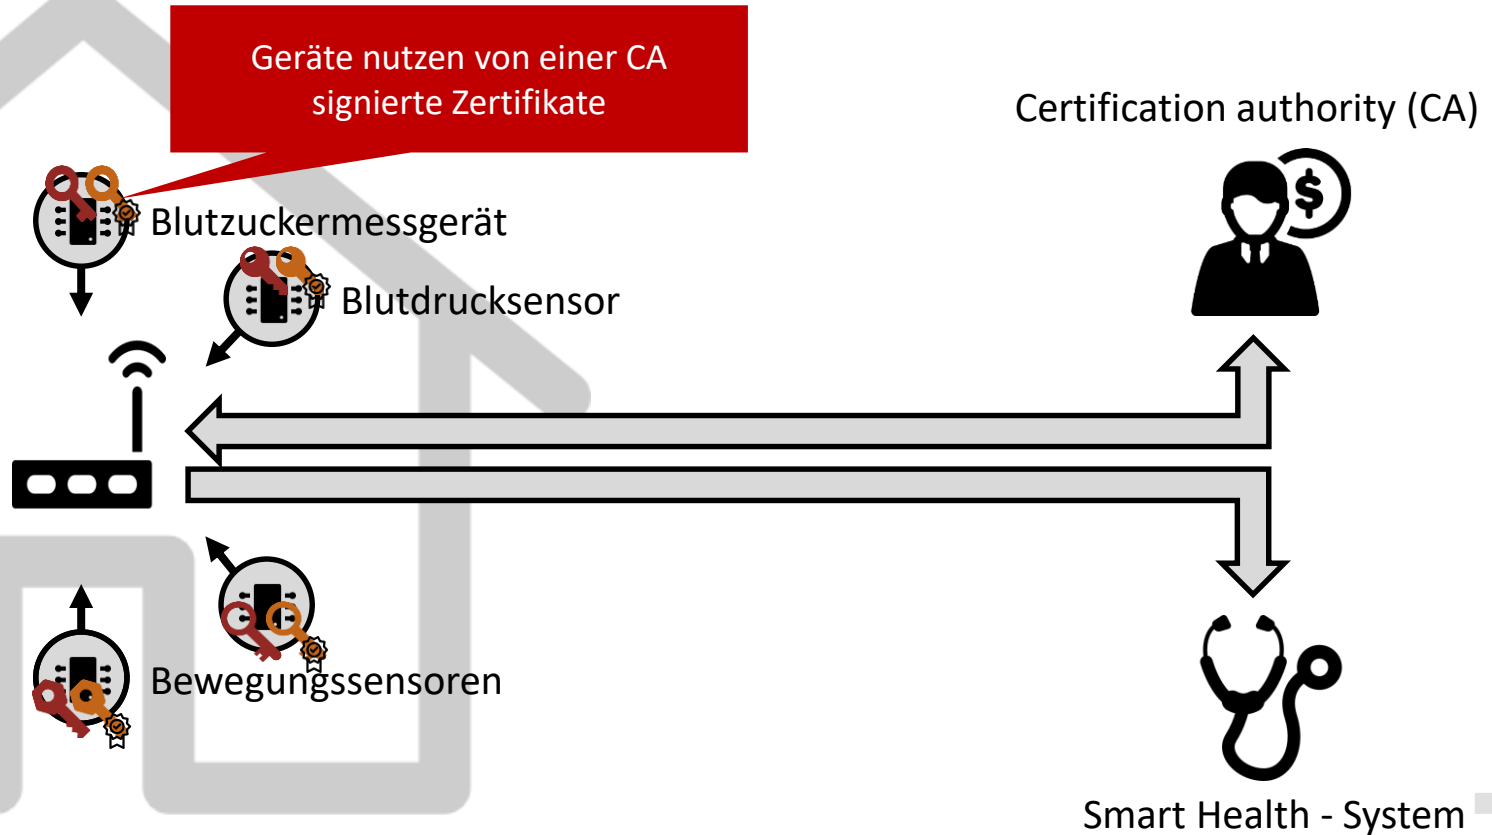 Geräte nutzen von einer CA
signierte Zertifikate
Certification authority (CA)
$
Blutzuckermessgerät
Blutdrucksensor
Bewegungssensoren
Smart Health - System